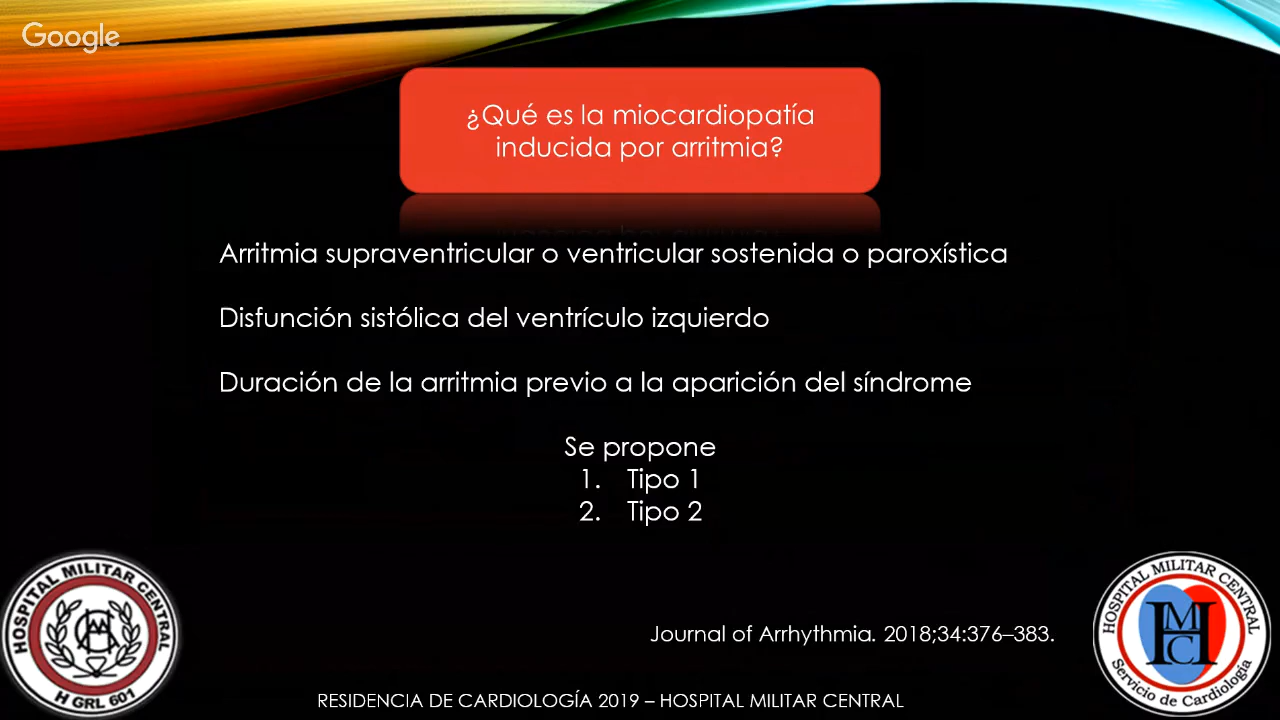 Google
¿Qué es la miocardiopatía
inducida por arritmia?
Arritmia supraventricular o ventricular sostenida o paroxística
Disfunción sistólica del ventrículo izquierdo
Duración de la arritmia previo a la aparición del síndrome
Se propone
1. Tipo 1
2. Tipo 2
HOSPITAL MILITAR CENTRAL
H GRL 601
Journal of Arrhythmia. 2018;34:376–383.
HOSPITAL MILITAR CENTRAL
HMC
Servicio de Cardiología
RESIDENCIA DE CARDIOLOGÍA 2019 – HOSPITAL MILITAR CENTRAL